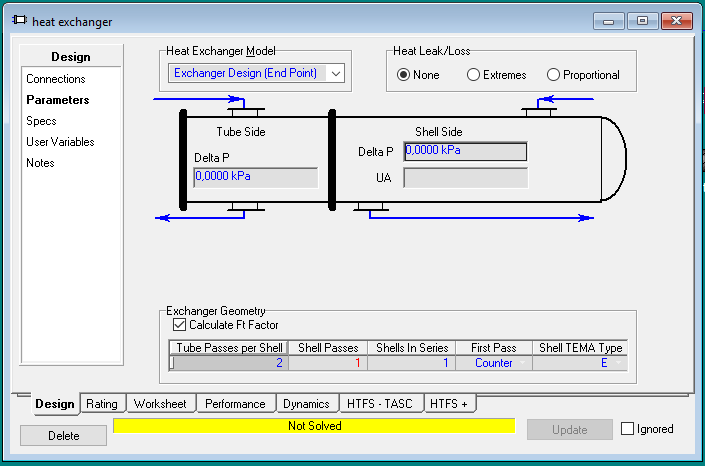 heat exchanger
Design
Connections
Parameters
Specs
User Variables
Notes
Heat Exchanger Model
Exchanger Design (End Point)
Heat Leak/Loss
None
Extremes
Proportional
Tube Side
Delta P
0,0000 kPa
Shell Side
Delta P
0,0000 kPa
UA
Exchanger Geometry
Calculate Ft Factor
Tube Passes per Shell Shell Passes Shells In Series First Pass Shell TEMA Type
2 1 1 Counter E
Design Rating Worksheet Performance Dynamics HTFS - TASC HTFS +
Delete
Not Solved
Update
Ignored